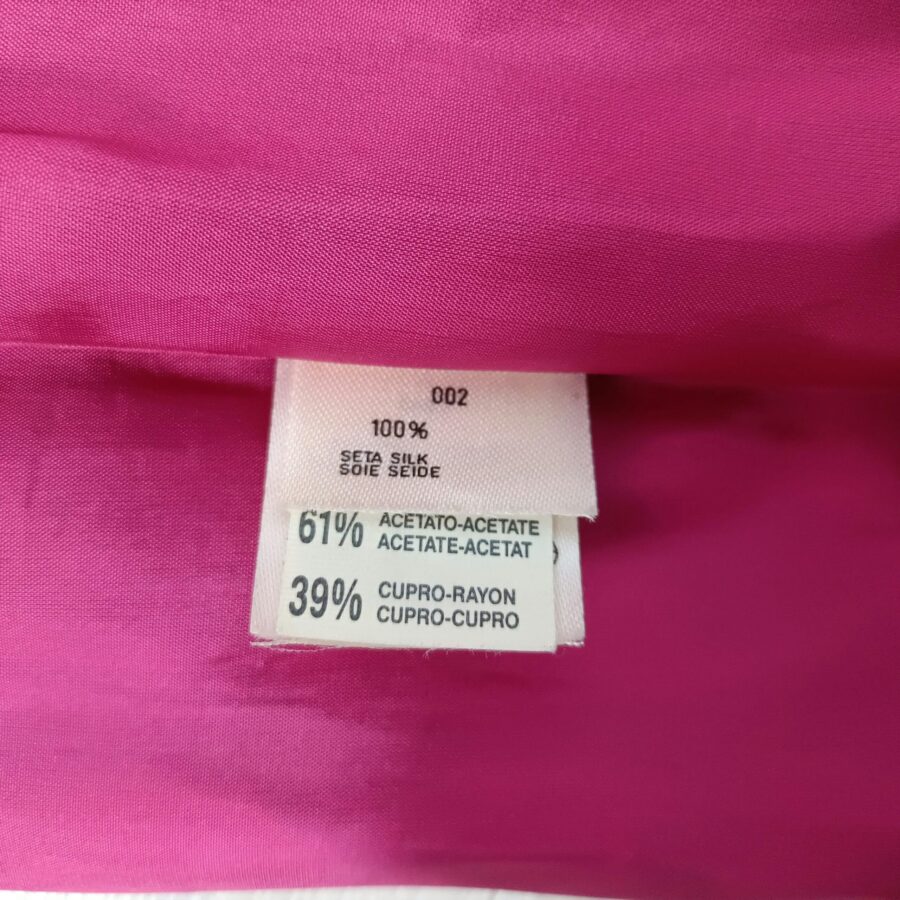 002
100%
SETA SILK
SOIE SEIDE
61% ACETATO-ACETATE
ACETATE-ACETAT
39% CUPRO-RAYON
CUPRO-CUPRO